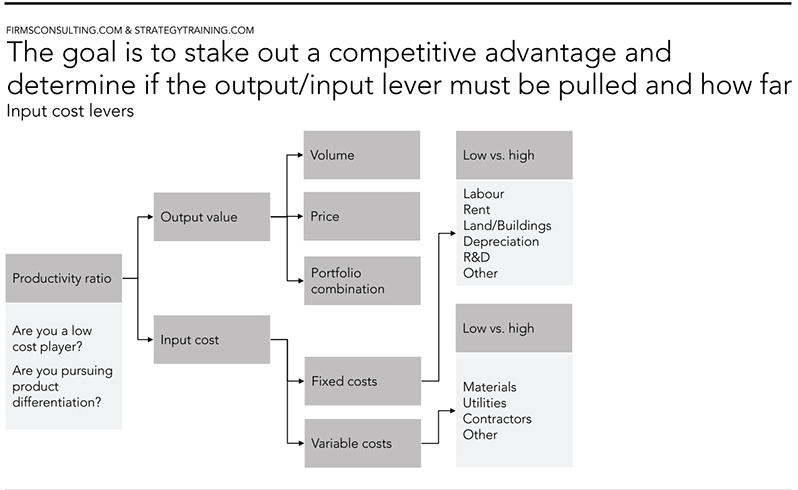 FIRMSCONSULTING.COM & STRATEGYTRAINING.COM
The goal is to stake out a competitive advantage and
determine if the output/input lever must be pulled and how far
Input cost levers
Productivity ratio
Are you a low
cost player?
Are you pursuing
product
differentiation?
Output value
Input cost
Volume
Price
Portfolio
combination
Fixed costs
Variable costs
Low vs. high
Labour
Rent
Land/Buildings
Depreciation
R&D
Other
Low vs. high
Materials
Utilities
Contractors
Other